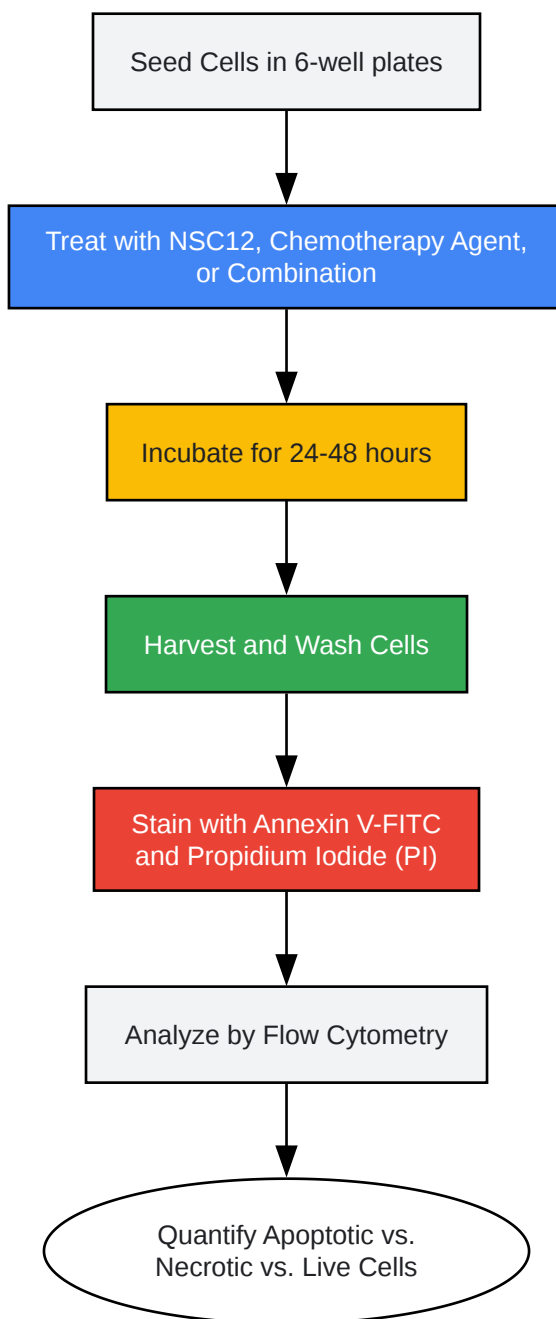 Seed Cells in 6-well plates
Treat with NSC12, Chemotherapy Agent,
or Combination
Incubate for 24-48 hours
Harvest and Wash Cells
Stain with Annexin V-FITC
and Propidium Iodide (PI)
Analyze by Flow Cytometry
Quantify Apoptotic vs.
Necrotic vs. Live Cells